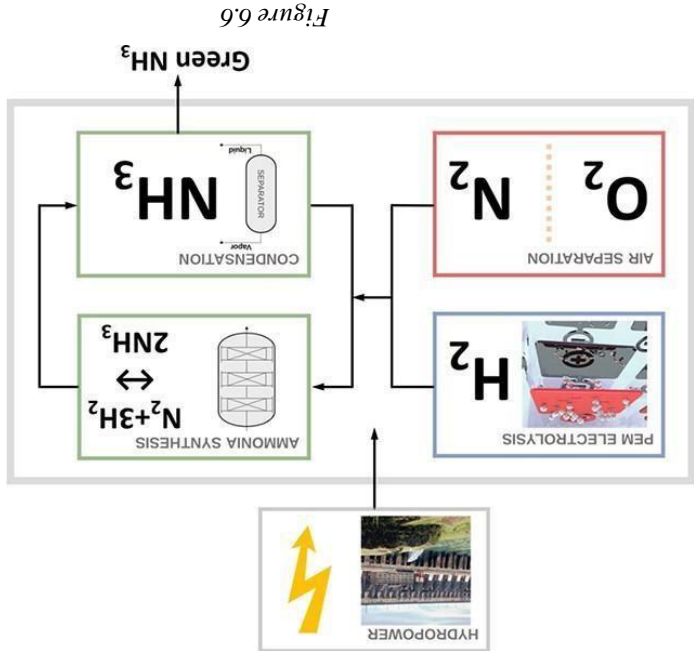 HYDROPOWER
PEM ELECTROLYSIS
H₂
AIR SEPARATION
O₂
N₂
AMMONIA SYNTHESIS
N₂+3H₂
↔
2NH₃
CONDENSATION
Vapor
SEPARATOR
Liquid
NH₃
Green NH₃
Figure 6.6